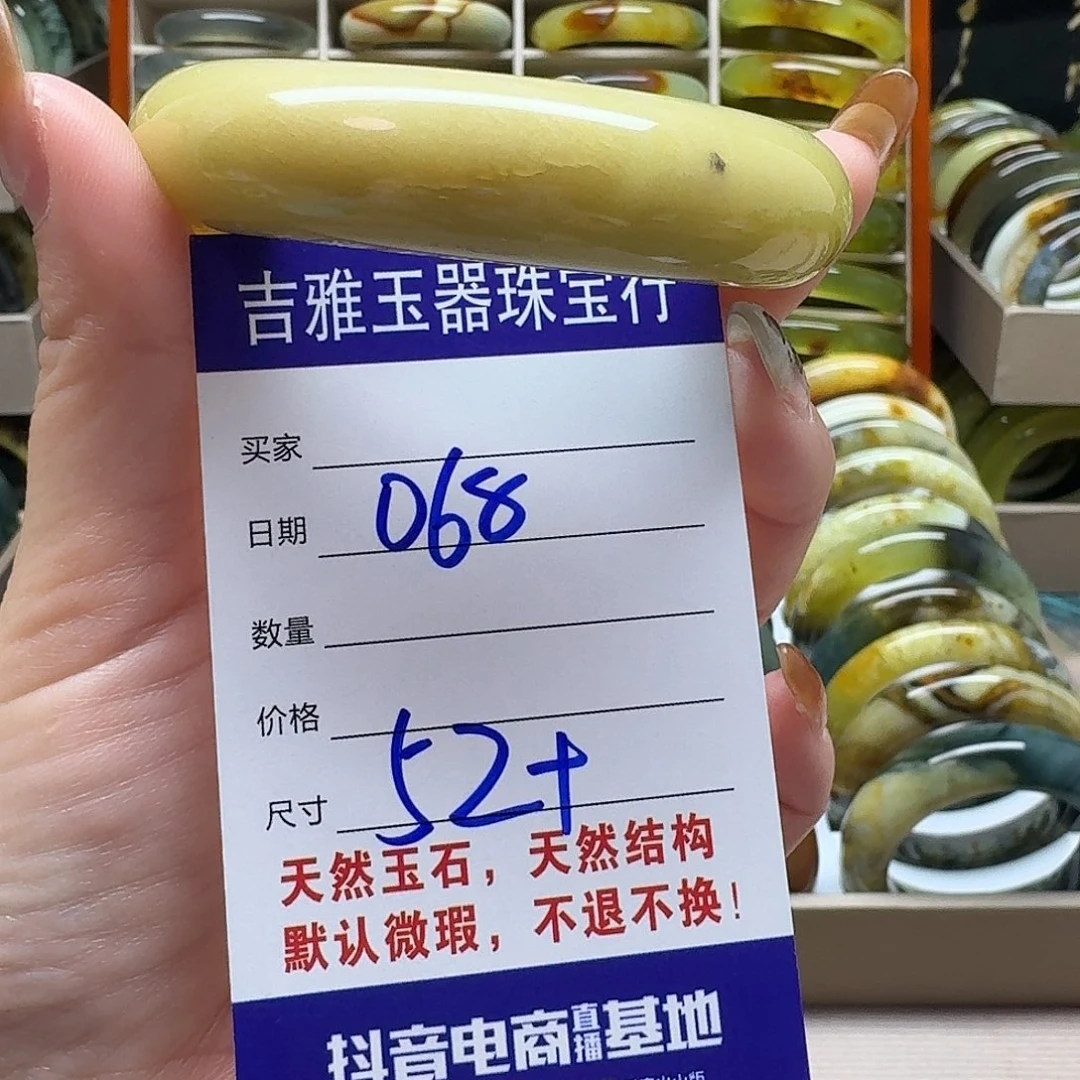 吉雅玉器珠宝行
买家
日期 068
数量
价格
尺寸 52+
天然玉石，天然结构
默认微瑕，不退不换！
抖音电商直播基地